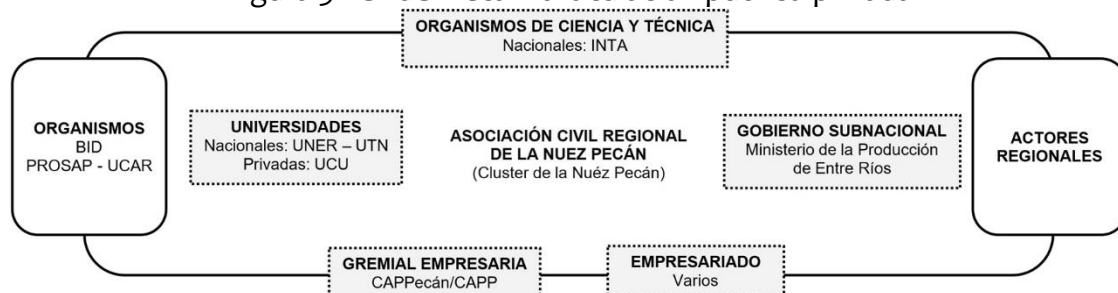 ORGANISMOS DE CIENCIA Y TÉCNICA
Nacionales: INTA
ORGANISMOS
BID
PROSAP - UCAR
UNIVERSIDADES
Nacionales: UNER – UTN
Privadas: UCU
ASOCIACIÓN CIVIL REGIONAL
DE LA NUEZ PECÁN
(Cluster de la Nuéz Pecán)
GOBIERNO SUBNACIONAL
Ministerio de la Producción
de Entre Ríos
ACTORES
REGIONALES
GREMIAL EMPRESARIA
CAPPecán/CAPP
EMPRESARIADO
Varios